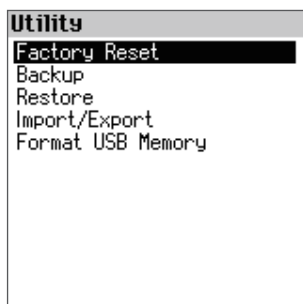 Utility
Factory Reset
Backup
Restore
Import/Export
Format USB Memory